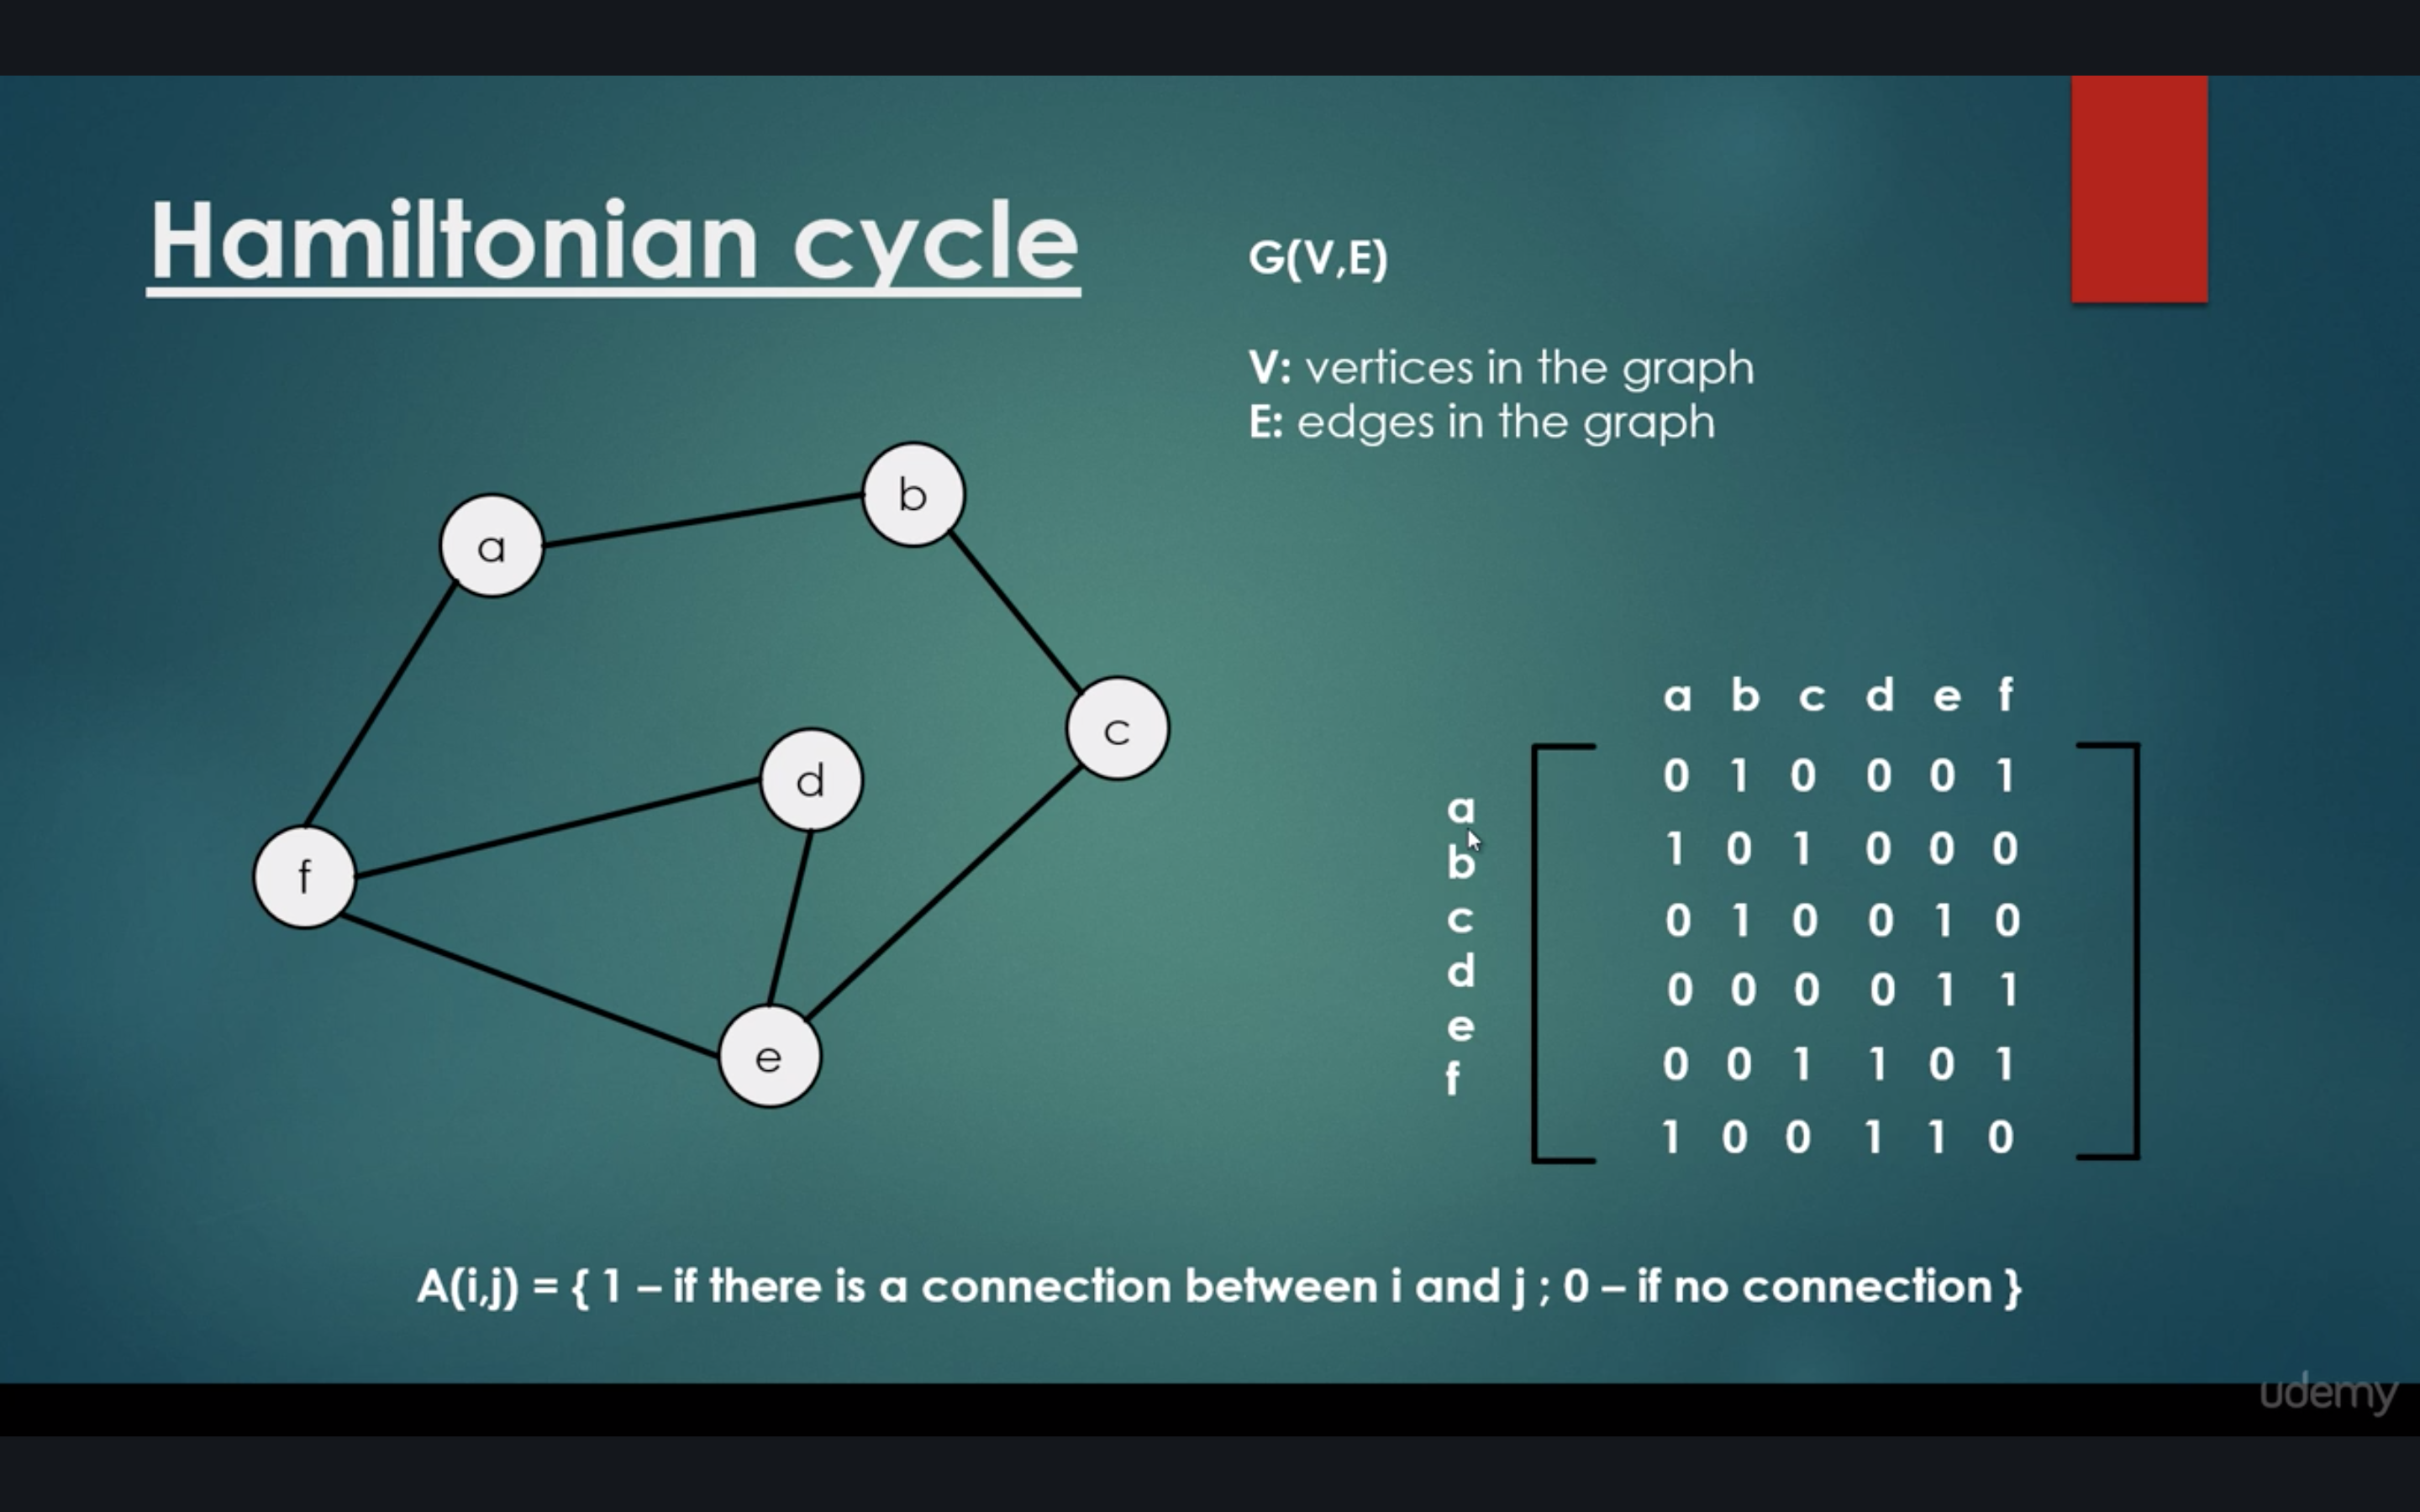 Hamiltonian cycle
G(V,E)
V: vertices in the graph
E: edges in the graph
a
b
c
d
e
f
a b c d e f
a
b
c
d
e
f
0 1 0 0 0 1
1 0 1 0 0 0
0 1 0 0 1 0
0 0 0 0 1 1
0 0 1 1 0 1
1 0 0 1 1 0
A(i,j) = { 1 – if there is a connection between i and j ; 0 – if no connection }
udemy